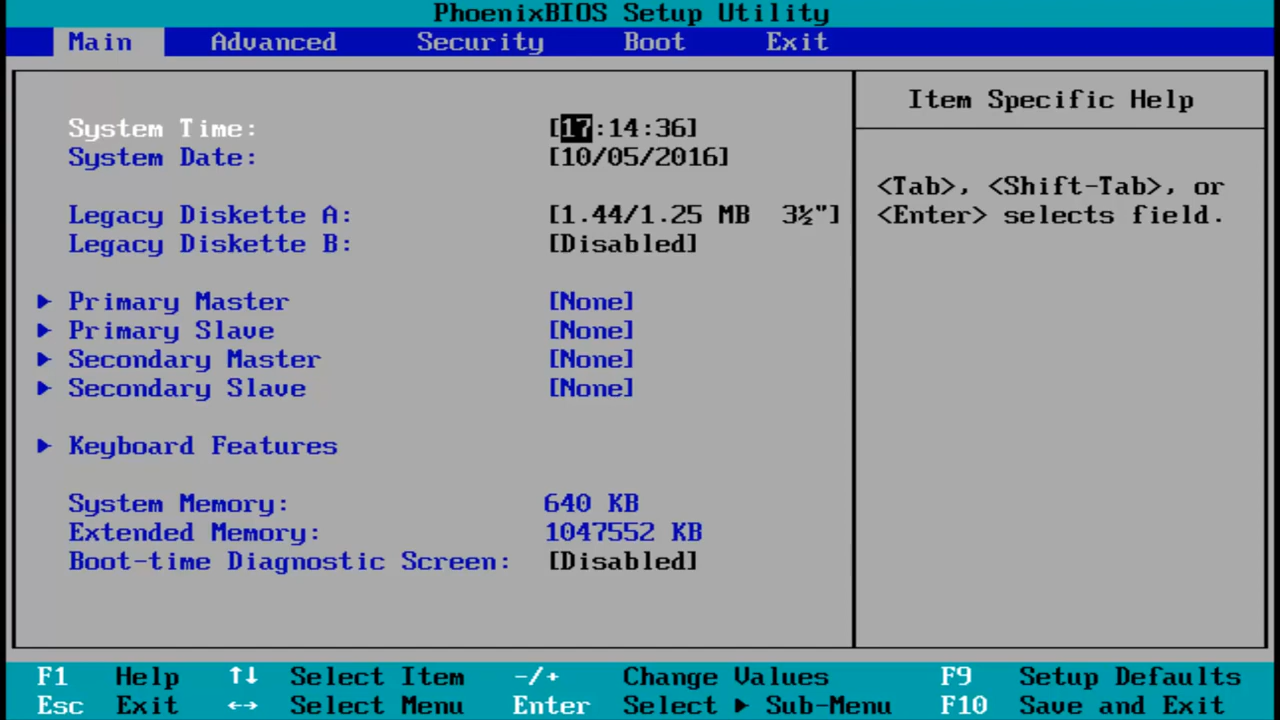 PhoenixBIOS Setup Utility
Main Advanced Security Boot Exit
Item Specific Help
System Time: [17:14:36]
System Date: [10/05/2016]
<Tab>, <Shift-Tab>, or
<Enter> selects field.
Legacy Diskette A: [1.44/1.25 MB 3½"]
Legacy Diskette B: [Disabled]
▶ Primary Master [None]
▶ Primary Slave [None]
▶ Secondary Master [None]
▶ Secondary Slave [None]
▶ Keyboard Features
System Memory: 640 KB
Extended Memory: 1047552 KB
Boot-time Diagnostic Screen: [Disabled]
F1 Help ↑↓ Select Item -/+ Change Values F9 Setup Defaults
Esc Exit ↔ Select Menu Enter Select ▶ Sub-Menu F10 Save and Exit